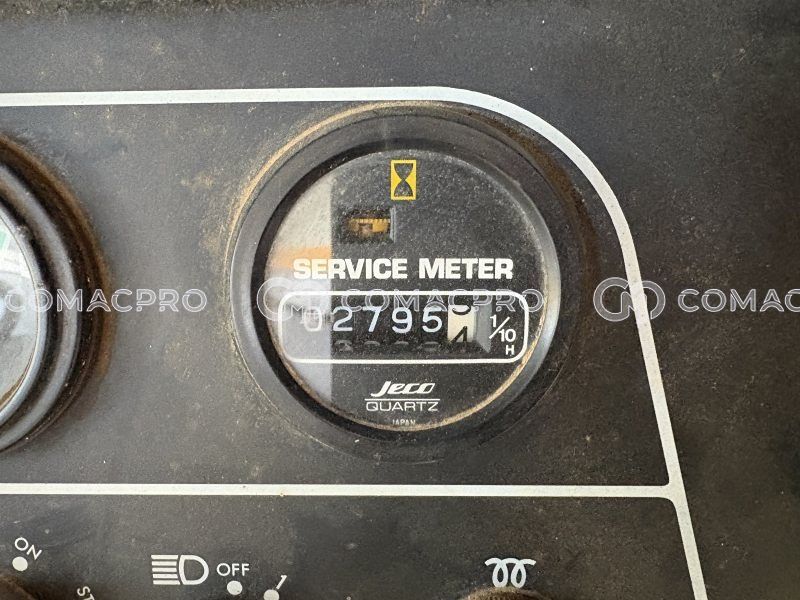 SERVICE METER
COMACPRO COMACPRO COMACPRO
02795 1/10
H
Jeco
QUARTZ
JAPAN
ON
OFF